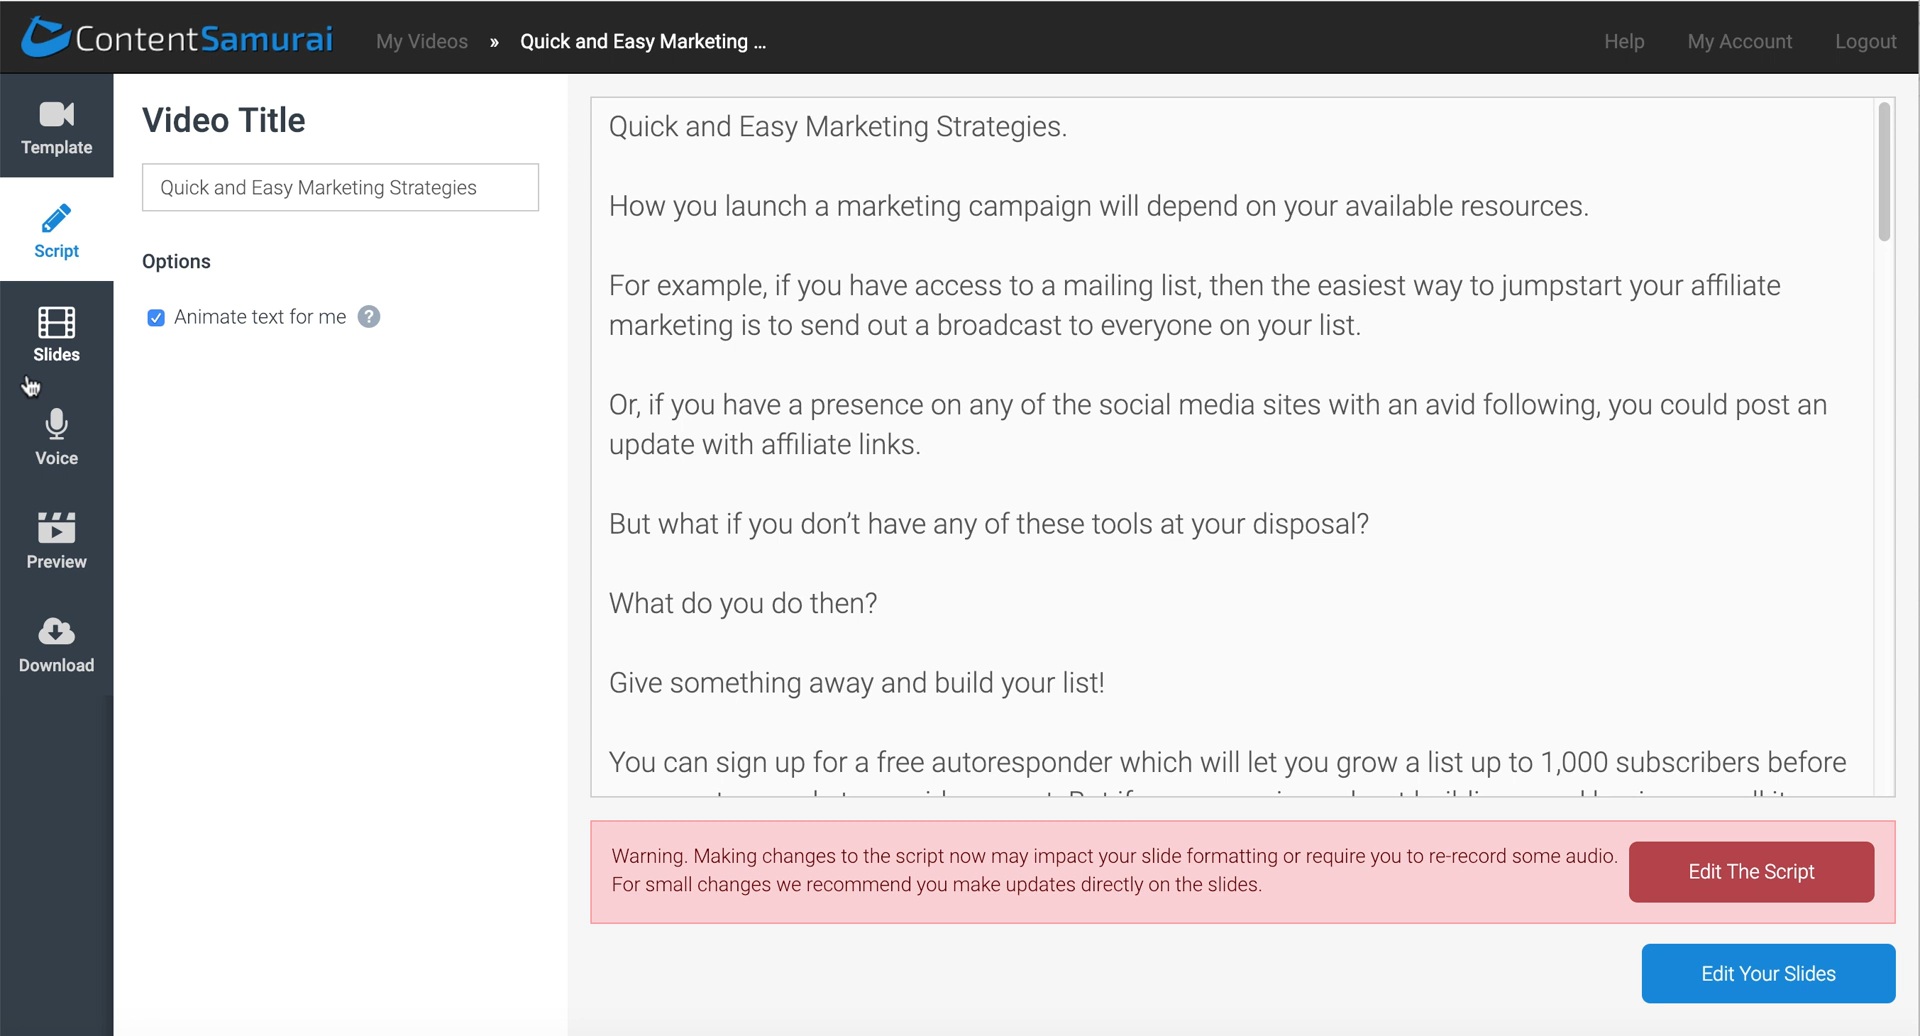 ContentSamurai My Videos » Quick and Easy Marketing ... Help My Account Logout
Template
Script
Slides
Voice
Preview
Download
Video Title
Quick and Easy Marketing Strategies
Options
Animate text for me ?
Quick and Easy Marketing Strategies.
How you launch a marketing campaign will depend on your available resources.
For example, if you have access to a mailing list, then the easiest way to jumpstart your affiliate
marketing is to send out a broadcast to everyone on your list.
Or, if you have a presence on any of the social media sites with an avid following, you could post an
update with affiliate links.
But what if you don’t have any of these tools at your disposal?
What do you do then?
Give something away and build your list!
You can sign up for a free autoresponder which will let you grow a list up to 1,000 subscribers before
Warning. Making changes to the script now may impact your slide formatting or require you to re-record some audio.
For small changes we recommend you make updates directly on the slides.
Edit The Script
Edit Your Slides